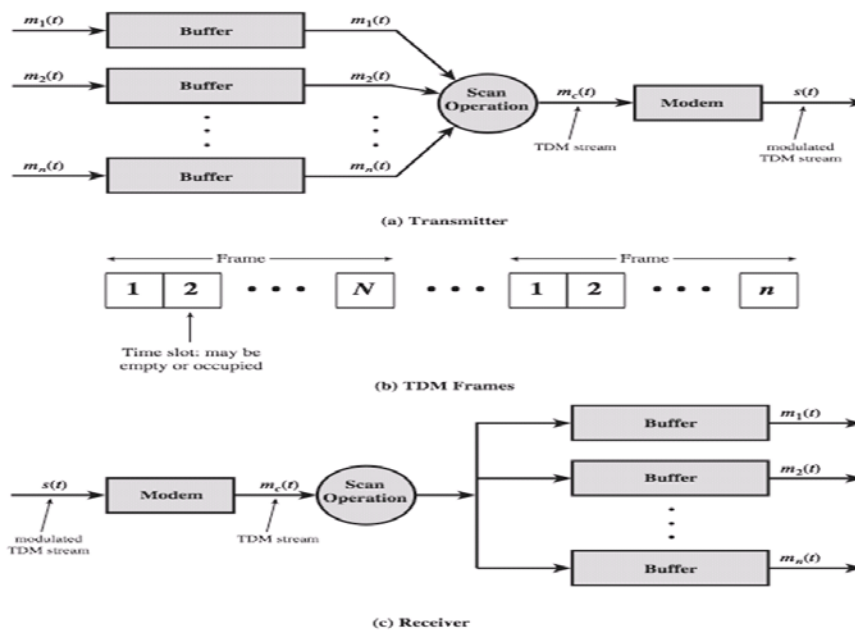 m₁(t) Buffer m₁(t)
m₂(t) Buffer m₂(t)
Scan Operation
m_c(t)
Modem
s(t)
TDM stream
modulated TDM stream
mₙ(t) Buffer mₙ(t)
(a) Transmitter
Frame Frame
1 2 N 1 2 n
Time slot: may be
empty or occupied
(b) TDM Frames
s(t)
Modem
m_c(t)
Scan Operation
modulated TDM stream
TDM stream
Buffer m₁(t)
Buffer m₂(t)
Buffer mₙ(t)
(c) Receiver